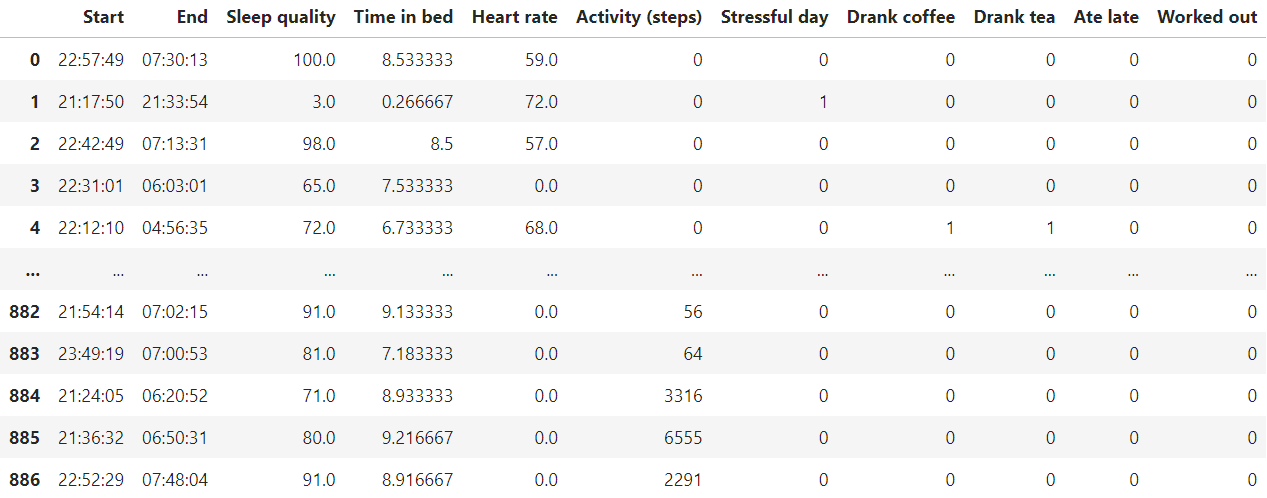 Start End Sleep quality Time in bed Heart rate Activity (steps) Stressful day Drank coffee Drank tea Ate late Worked out
0 22:57:49 07:30:13 100.0 8.533333 59.0 0 0 0 0 0 0
1 21:17:50 21:33:54 3.0 0.266667 72.0 0 1 0 0 0 0
2 22:42:49 07:13:31 98.0 8.5 57.0 0 0 0 0 0 0
3 22:31:01 06:03:01 65.0 7.533333 0.0 0 0 0 0 0 0
4 22:12:10 04:56:35 72.0 6.733333 68.0 0 0 1 1 0 0
... ... ... ... ... ... ... ... ... ... ... ...
882 21:54:14 07:02:15 91.0 9.133333 0.0 56 0 0 0 0 0
883 23:49:19 07:00:53 81.0 7.183333 0.0 64 0 0 0 0 0
884 21:24:05 06:20:52 71.0 8.933333 0.0 3316 0 0 0 0 0
885 21:36:32 06:50:31 80.0 9.216667 0.0 6555 0 0 0 0 0
886 22:52:29 07:48:04 91.0 8.916667 0.0 2291 0 0 0 0 0